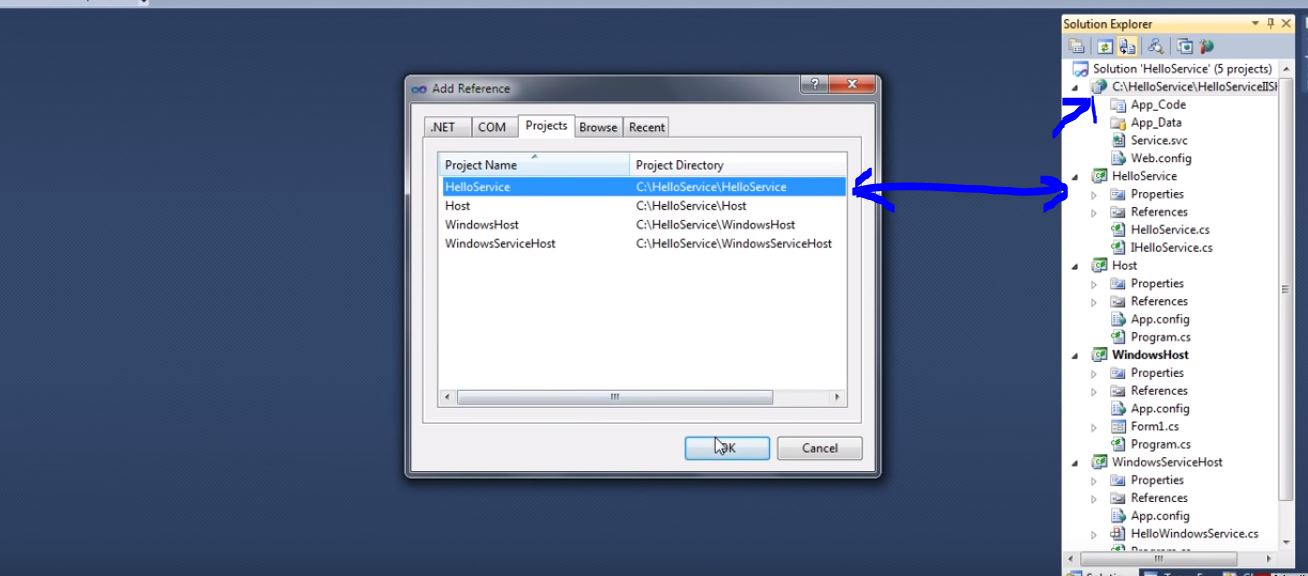 Solution Explorer
Solution 'HelloService' (5 projects)
C:\HelloService\HelloServiceIISH
App_Code
App_Data
Service.svc
Web.config
HelloService
Properties
References
HelloService.cs
IHelloService.cs
Host
Properties
References
App.config
Program.cs
WindowsHost
Properties
References
App.config
Form1.cs
Program.cs
WindowsServiceHost
Properties
References
App.config
HelloWindowsService.cs
Program.cs
Add Reference
.NET COM Projects Browse Recent
Project Name Project Directory
HelloService C:\HelloService\HelloService
Host C:\HelloService\Host
WindowsHost C:\HelloService\WindowsHost
WindowsServiceHost C:\HelloService\WindowsServiceHost
OK Cancel